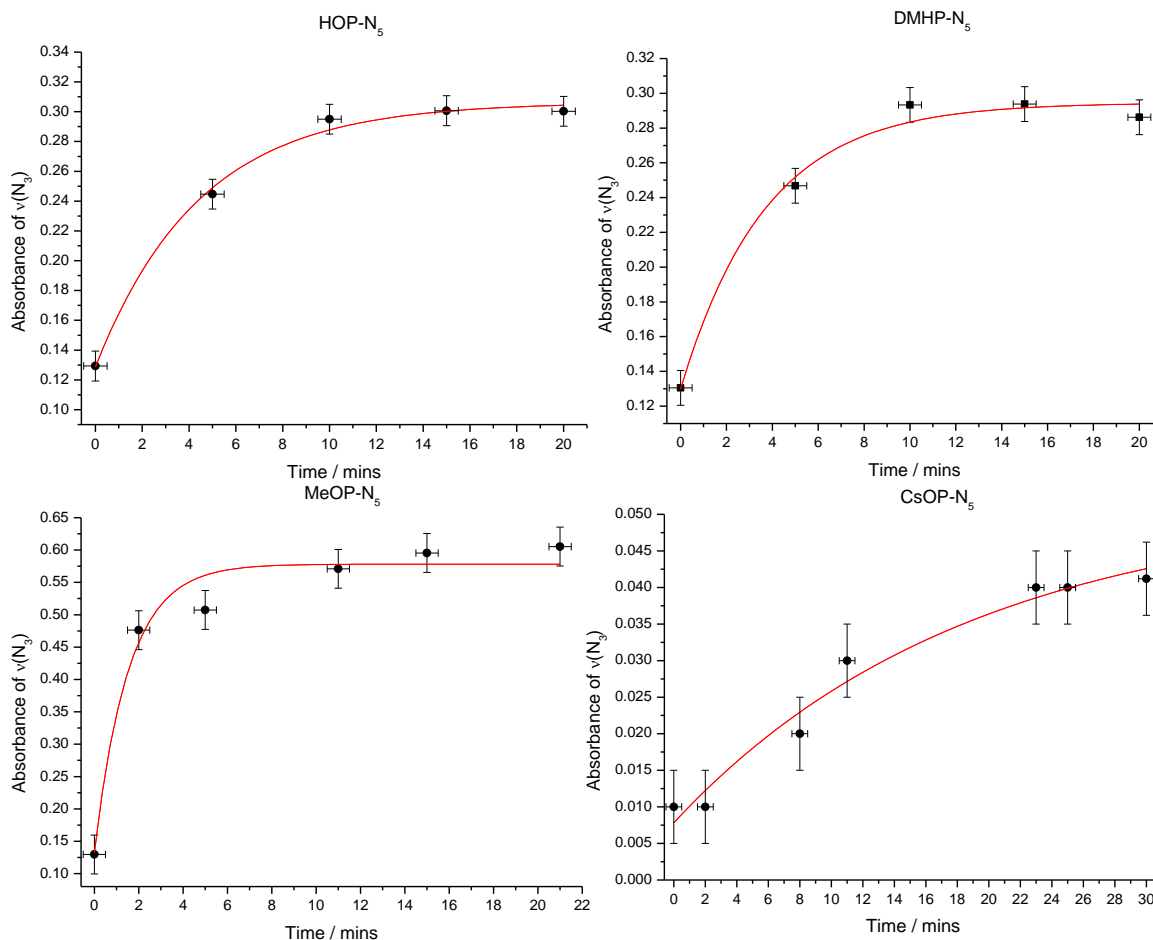 HOP-N₅
Absorbance of ν(N₃)
0.34
0.32
0.30
0.28
0.26
0.24
0.22
0.20
0.18
0.16
0.14
0.12
0.10
0 2 4 6 8 10 12 14 16 18 20
Time / mins
DMHP-N₅
Absorbance of ν(N₃)
0.32
0.30
0.28
0.26
0.24
0.22
0.20
0.18
0.16
0.14
0.12
0 2 4 6 8 10 12 14 16 18 20
Time / mins
MeOP-N₅
Absorbance of ν(N₃)
0.65
0.60
0.55
0.50
0.45
0.40
0.35
0.30
0.25
0.20
0.15
0.10
0 2 4 6 8 10 12 14 16 18 20 22
Time / mins
CsOP-N₅
Absorbance of ν(N₃)
0.050
0.045
0.040
0.035
0.030
0.025
0.020
0.015
0.010
0.005
0.000
0 2 4 6 8 10 12 14 16 18 20 22 24 26 28 30
Time / mins